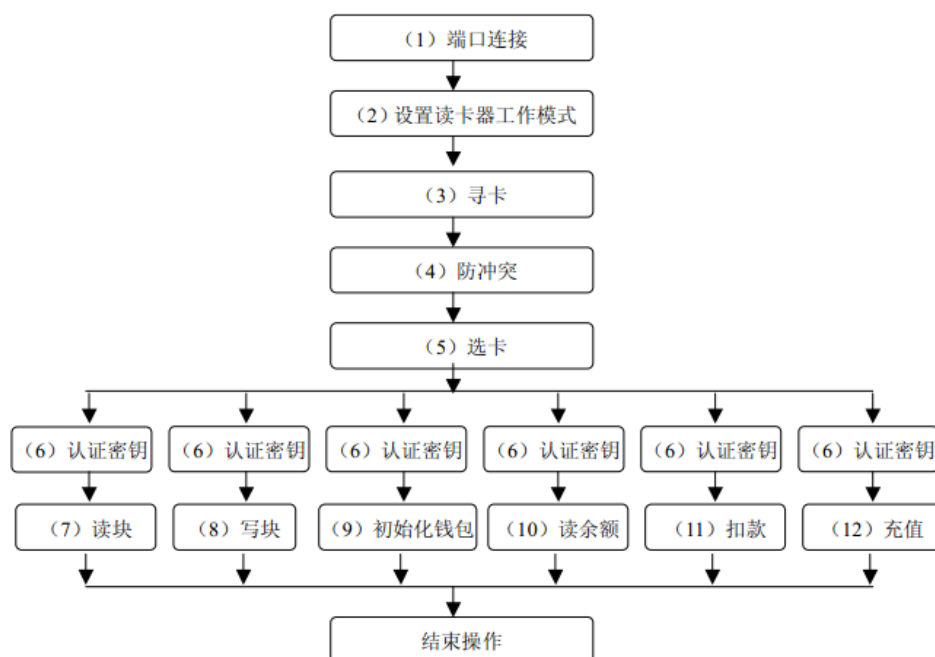 （1）端口连接
（2）设置读卡器工作模式
（3）寻卡
（4）防冲突
（5）选卡
（6）认证密钥
（6）认证密钥
（6）认证密钥
（6）认证密钥
（6）认证密钥
（6）认证密钥
（7）读块
（8）写块
（9）初始化钱包
（10）读余额
（11）扣款
（12）充值
结束操作